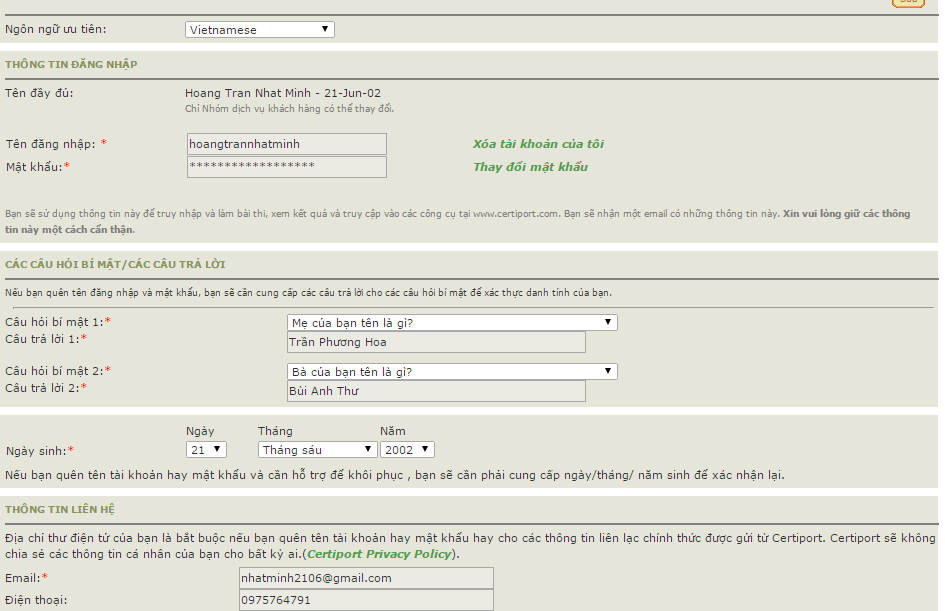 Ngôn ngữ ưu tiên: Vietnamese
THÔNG TIN ĐĂNG NHẬP
Tên đầy đủ: Hoang Tran Nhat Minh - 21-Jun-02
Chỉ Nhóm dịch vụ khách hàng có thể thay đổi.
Tên đăng nhập: * hoangtrannhatminh Xóa tài khoản của tôi
Mật khẩu:* ****************** Thay đổi mật khẩu
Bạn sẽ sử dụng thông tin này để truy nhập và làm bài thi, xem kết quả và truy cập vào các công cụ tại www.certiport.com. Bạn sẽ nhận một email có những thông tin này. Xin vui lòng giữ các thông
tin này một cách cẩn thận.
CÁC CÂU HỎI BÍ MẬT/CÁC CÂU TRẢ LỜI
Nếu bạn quên tên đăng nhập và mật khẩu, bạn sẽ cần cung cấp các câu trả lời cho các câu hỏi bí mật để xác thực danh tính của bạn.
Câu hỏi bí mật 1:* Mẹ của bạn tên là gì?
Câu trả lời 1:* Trần Phương Hoa
Câu hỏi bí mật 2:* Bà của bạn tên là gì?
Câu trả lời 2:* Bùi Anh Thư
Ngày Tháng Năm
Ngày sinh:* 21 Tháng sáu 2002
Nếu bạn quên tên tài khoản hay mật khẩu và cần hỗ trợ để khôi phục , bạn sẽ cần phải cung cấp ngày/tháng/ năm sinh để xác nhận lại.
THÔNG TIN LIÊN HỆ
Địa chỉ thư điện tử của bạn là bắt buộc nếu bạn quên tên tài khoản hay mật khẩu hay cho các thông tin liên lạc chính thức được gửi từ Certiport. Certiport sẽ không
chia sẻ các thông tin cá nhân của bạn cho bất kỳ ai.(Certiport Privacy Policy).
Email:* nhatminh2106@gmail.com
Điện thoại: 0975764791